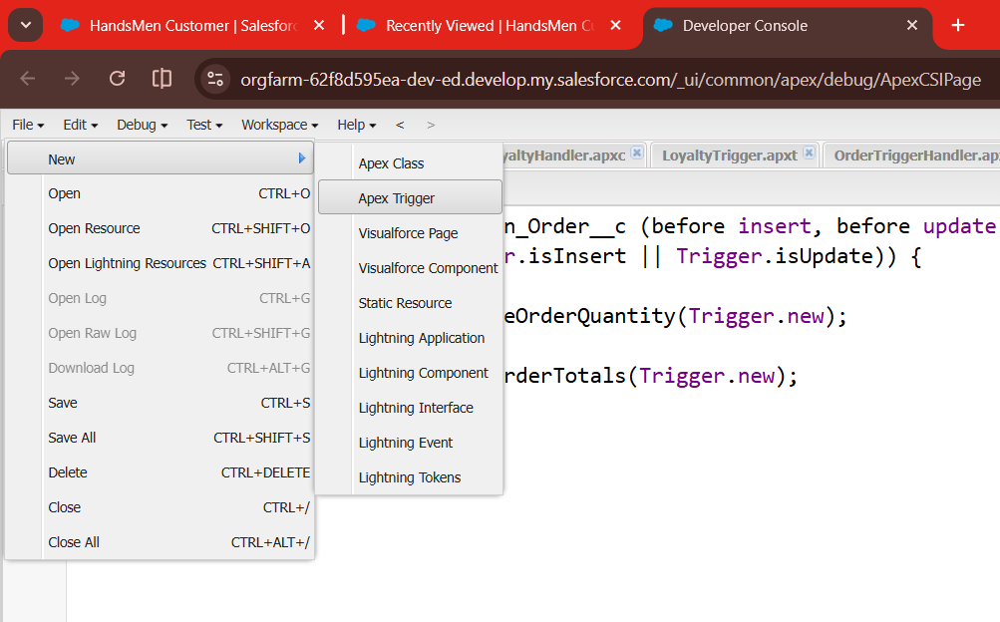 HandsMen Customer | Salesforc
Recently Viewed | HandsMen Cu
Developer Console
orgfarm-62f8d595ea-dev-ed.develop.my.salesforce.com/_ui/common/apex/debug/ApexCSIPage
File Edit Debug Test Workspace Help < >
New
Open CTRL+O
Open Resource CTRL+SHIFT+O
Open Lightning Resources CTRL+SHIFT+A
Open Log CTRL+G
Open Raw Log CTRL+SHIFT+G
Download Log CTRL+ALT+G
Save CTRL+S
Save All CTRL+SHIFT+S
Delete CTRL+DELETE
Close CTRL+/
Close All CTRL+ALT+/
Apex Class
Apex Trigger
Visualforce Page
Visualforce Component
Static Resource
Lightning Application
Lightning Component
Lightning Interface
Lightning Event
Lightning Tokens
yaltyHandler.apxc LoyaltyTrigger.apxt OrderTriggerHandler.ap
n_Order__c (before insert, before update
r.isInsert || Trigger.isUpdate)) {
eOrderQuantity(Trigger.new);
rderTotals(Trigger.new);